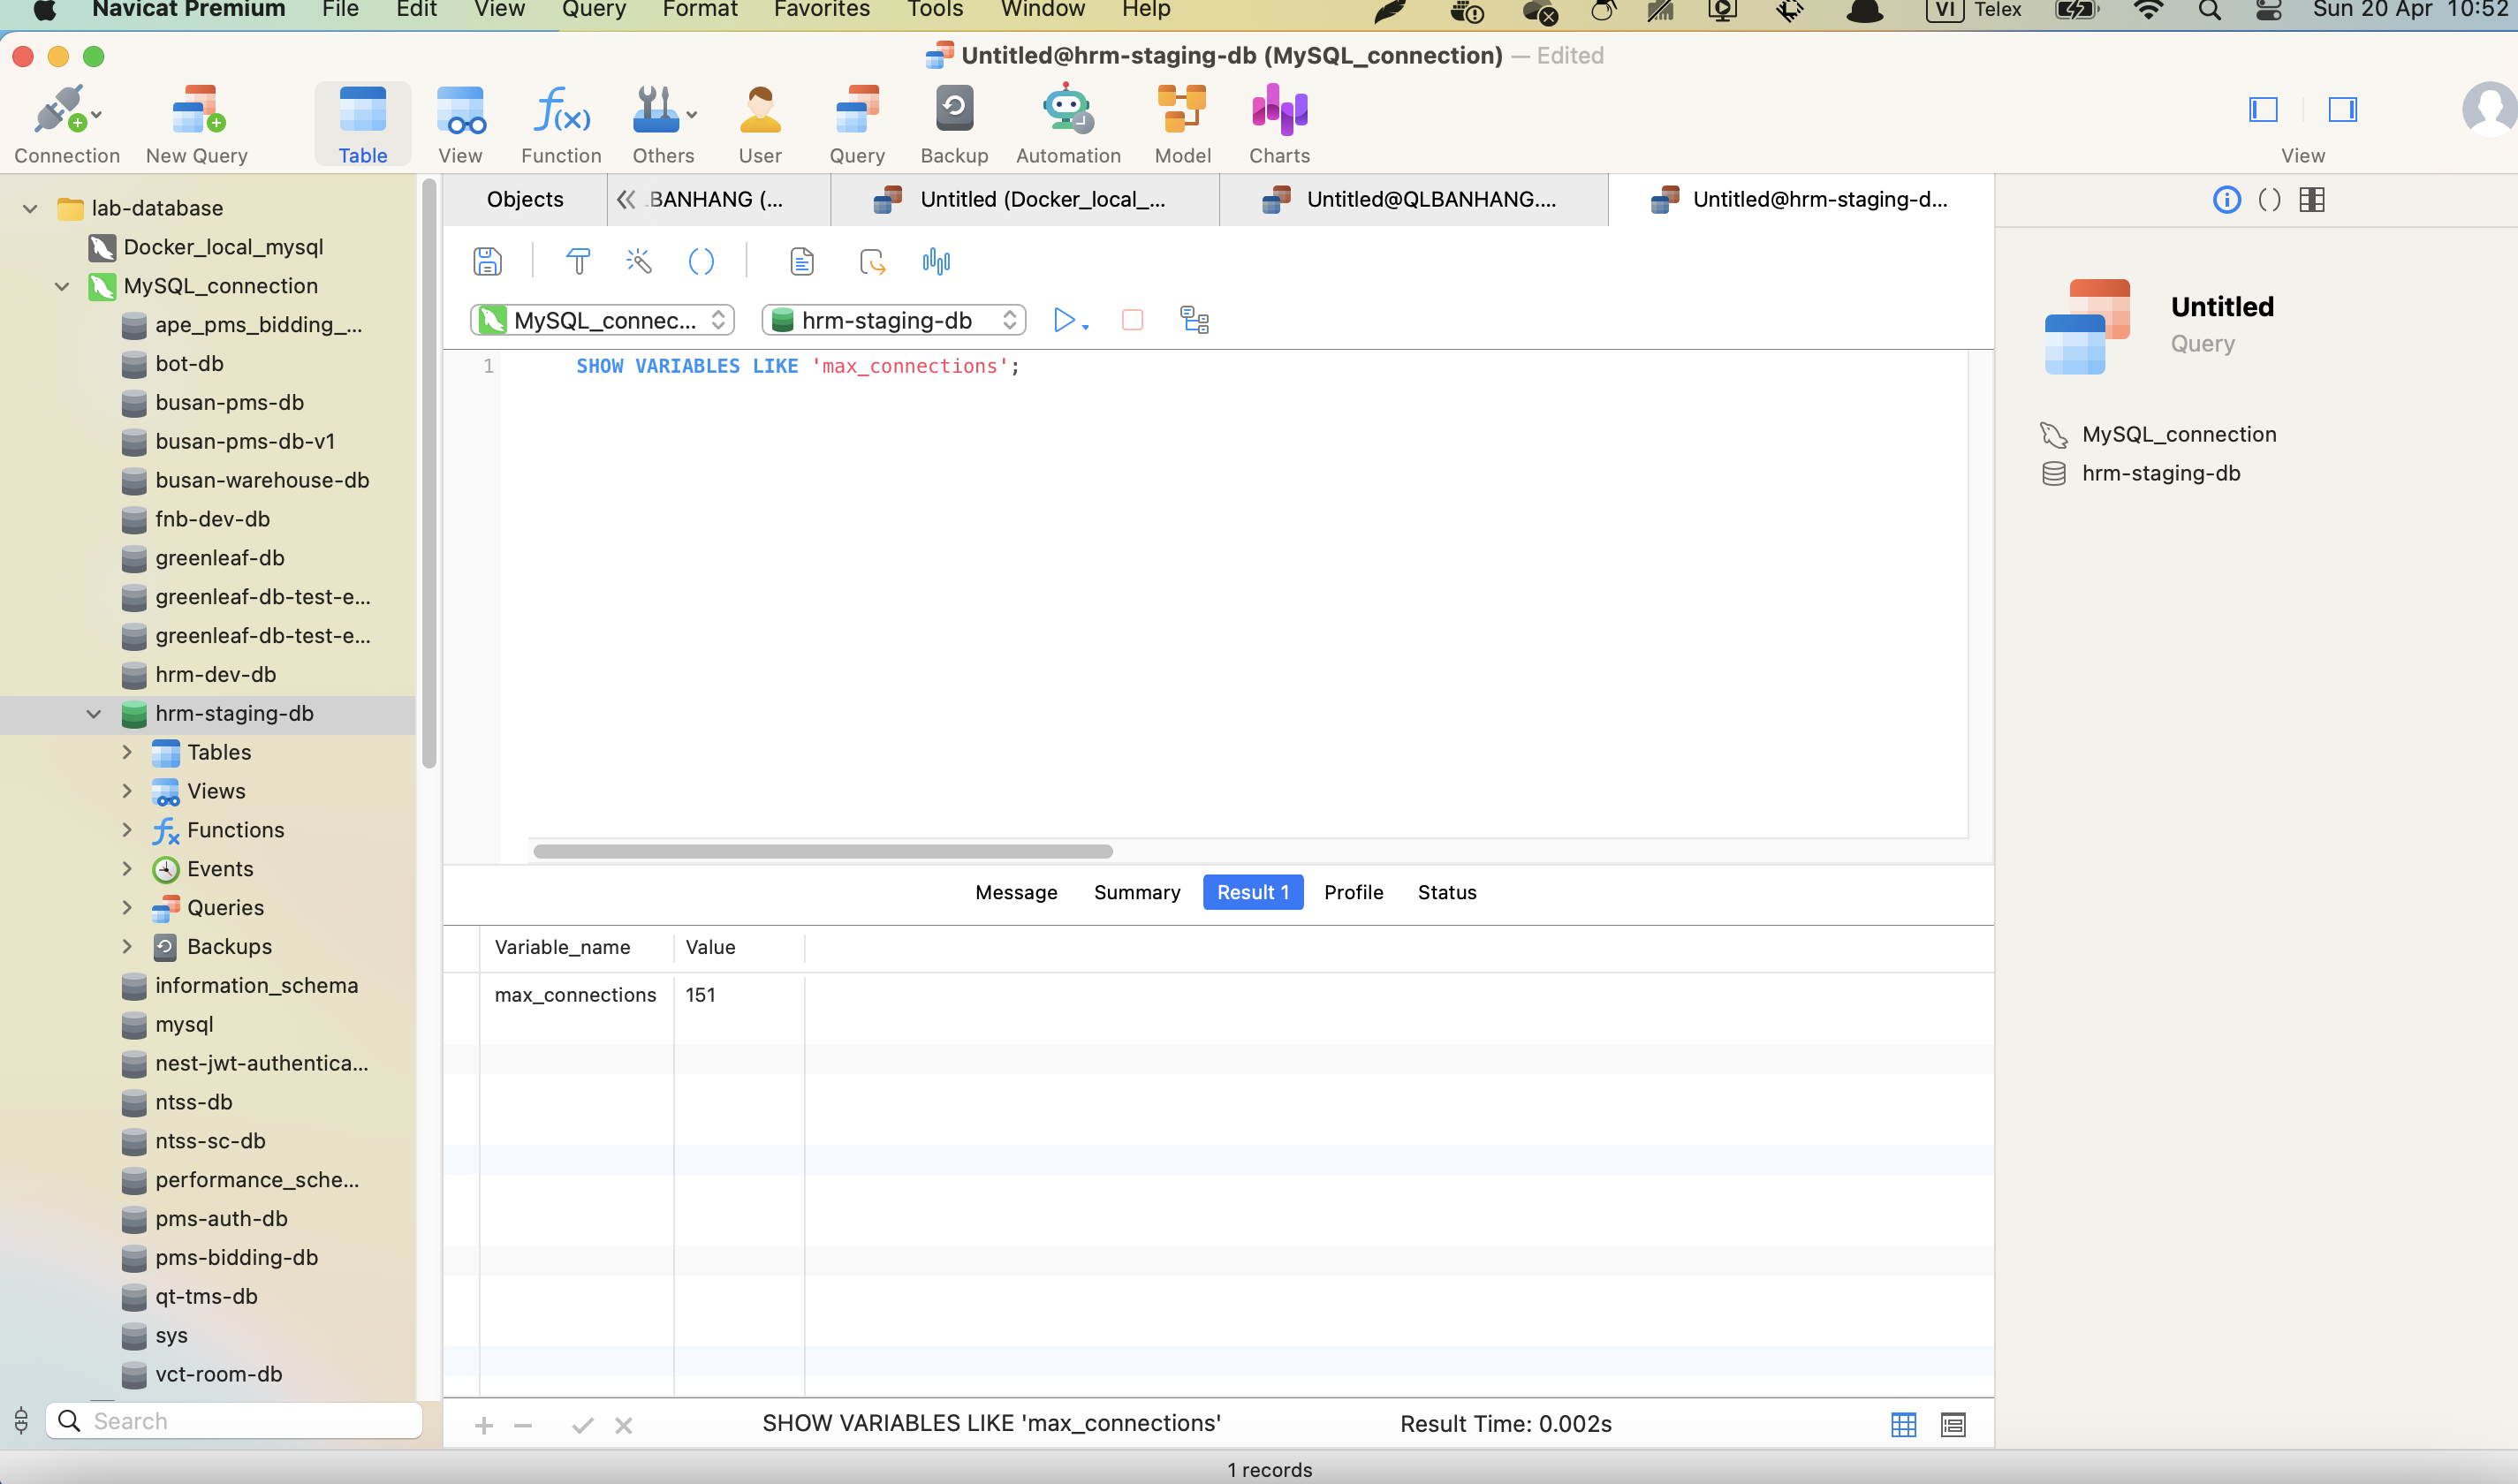 Navicat Premium File Edit View Query Format Favorites Tools Window Help VI Telex Sun 20 Apr 10:52
Untitled@hrm-staging-db (MySQL_connection) — Edited
Connection New Query Table View Function Others User Query Backup Automation Model Charts View
lab-database
Docker_local_mysql
MySQL_connection
ape_pms_bidding_...
bot-db
busan-pms-db
busan-pms-db-v1
busan-warehouse-db
fnb-dev-db
greenleaf-db
greenleaf-db-test-e...
greenleaf-db-test-e...
hrm-dev-db
hrm-staging-db
Tables
Views
Functions
Events
Queries
Backups
information_schema
mysql
nest-jwt-authentica...
ntss-db
ntss-sc-db
performance_sche...
pms-auth-db
pms-bidding-db
qt-tms-db
sys
vct-room-db
Search
Objects .BANHANG (... Untitled (Docker_local_... Untitled@QLBANHANG.... Untitled@hrm-staging-d...
MySQL_connec... hrm-staging-db
1 SHOW VARIABLES LIKE 'max_connections';
Message Summary Result 1 Profile Status
Variable_name Value
max_connections 151
SHOW VARIABLES LIKE 'max_connections' Result Time: 0.002s
1 records
Untitled
Query
MySQL_connection
hrm-staging-db